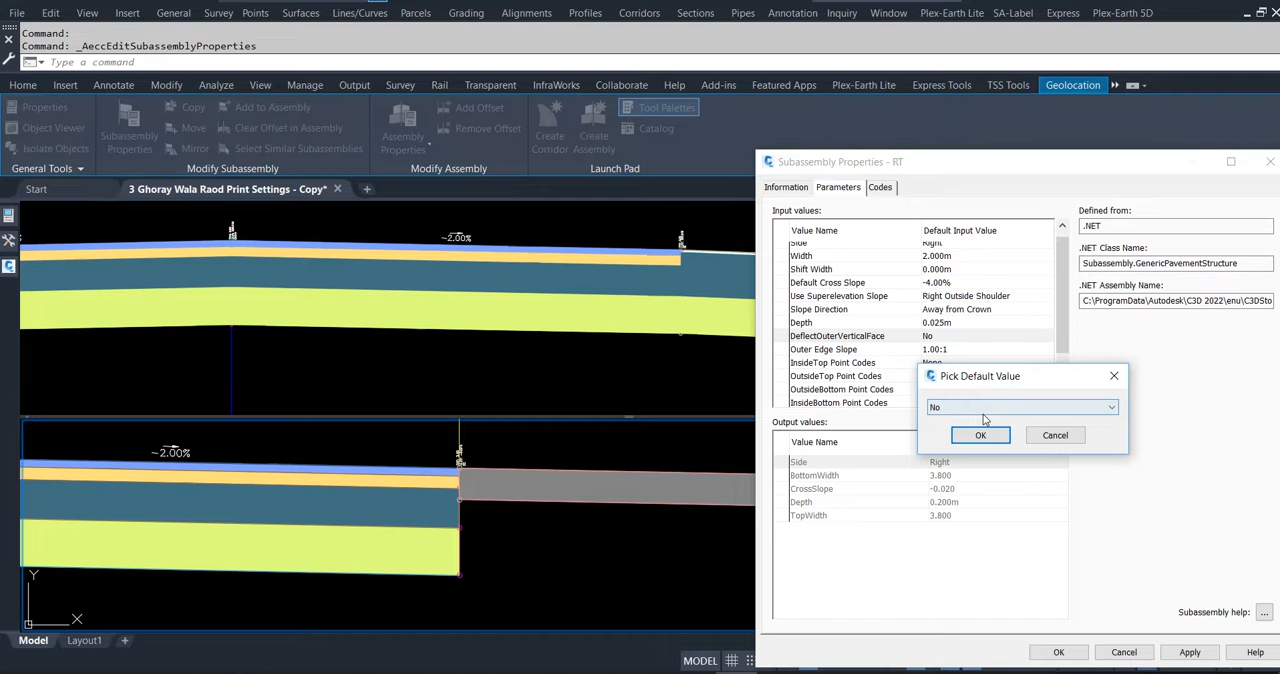 File Edit View Insert General Survey Points Surfaces Lines/Curves Parcels Grading Alignments Profiles Corridors Sections Pipes Annotation Inquiry Window Plex-Earth Lite SA-Label Express Plex-Earth 5D
Command:
Command: _AeccEditSubassemblyProperties
Type a command
Home Insert Annotate Modify Analyze View Manage Output Survey Rail Transparent InfraWorks Collaborate Help Add-ins Featured Apps Plex-Earth Lite Express Tools TSS Tools Geolocation
Properties
Object Viewer
Isolate Objects
General Tools
Subassembly
Properties
Copy
Move
Mirror
Add to Assembly
Clear Offset in Assembly
Select Similar Subassemblies
Modify Subassembly
Assembly
Properties
Add Offset
Remove Offset
Modify Assembly
Create
Corridor
Create
Assembly
Tool Palettes
Catalog
Launch Pad
Start
3 Ghoray Wala Raod Print Settings - Copy*
-2.00%
-2.00%
Y
X
Model Layout1
MODEL
Subassembly Properties - RT
Information Parameters Codes
Input values:
Value Name Default Input Value
Side Right
Width 2.000m
Shift Width 0.000m
Default Cross Slope -4.00%
Use Superelevation Slope Right Outside Shoulder
Slope Direction Away from Crown
Depth 0.025m
DeflectOuterVerticalFace No
Outer Edge Slope 1.00:1
InsideTop Point Codes None
OutsideTop Point Codes
OutsideBottom Point Codes
InsideBottom Point Codes
Pick Default Value
No
OK Cancel
Output values:
Value Name
Side Right
BottomWidth 3.800
CrossSlope -0.020
Depth 0.200m
TopWidth 3.800
Defined from:
.NET
.NET Class Name:
Subassembly.GenericPavementStructure
.NET Assembly Name:
C:\ProgramData\Autodesk\C3D 2022\enu\C3DSto
Subassembly help: ...
OK Cancel Apply Help